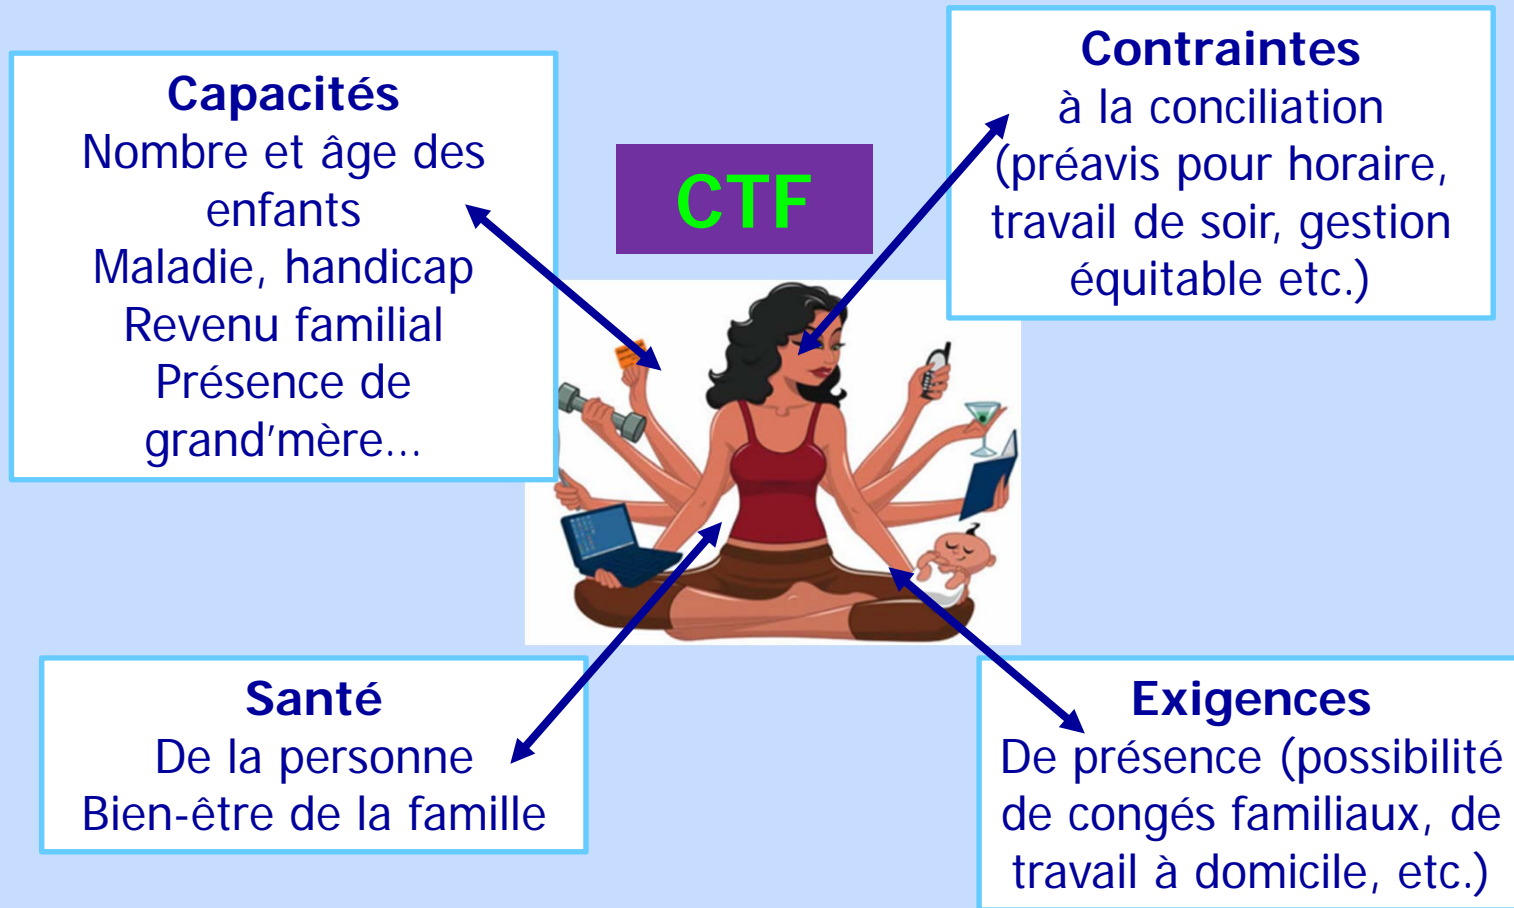 Capacités
Nombre et âge des
enfants
Maladie, handicap
Revenu familial
Présence de
grand'mère...
CTF
Contraintes
à la conciliation
(préavis pour horaire,
travail de soir, gestion
équitable etc.)
Santé
De la personne
Bien-être de la famille
Exigences
De présence (possibilité
de congés familiaux, de
travail à domicile, etc.)